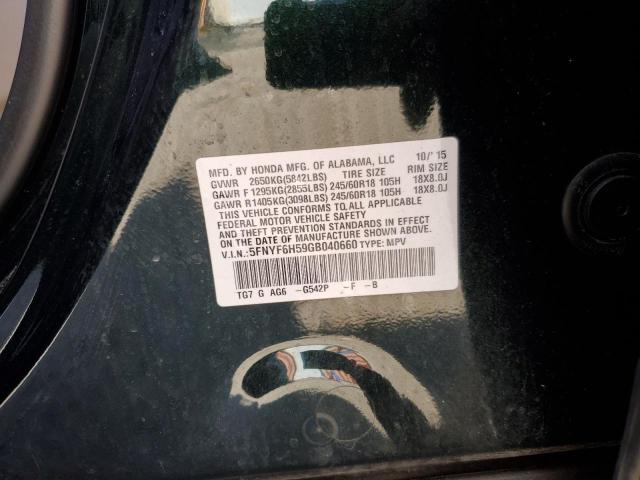 MFD. BY HONDA MFG. OF ALABAMA, LLC 10/'15
GVWR 2650KG(5842LBS) TIRE SIZE RIM SIZE
GAWR F 1295KG(2855LBS) 245/60R18 105H 18X8.0J
GAWR R 1405KG(3098LBS) 245/60R18 105H 18X8.0J
THIS VEHICLE CONFORMS TO ALL APPLICABLE
FEDERAL MOTOR VEHICLE SAFETY
STANDARDS IN EFFECT
ON THE DATE OF MANUFACTURE SHOWN ABOVE.
V.I.N.: 5FNYF6H59GB040660 TYPE: MPV
TG7 G AG6 -G542P -F -B